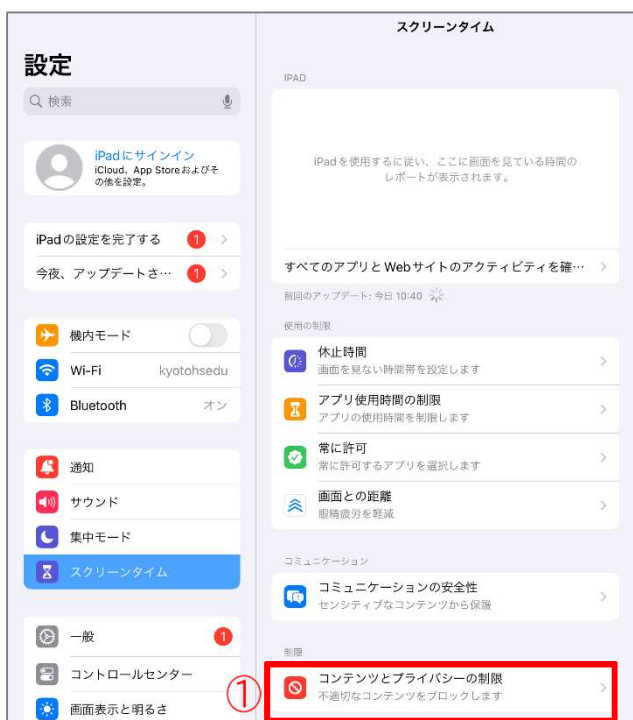 設定
検索
iPadにサインイン
iCloud、App Storeおよびそ
の他を設定。
iPadの設定を完了する 1
今夜、アップデートさ… 1
機内モード
Wi-Fi kyotohsedu
Bluetooth オン
通知
サウンド
集中モード
スクリーンタイム
一般 1
コントロールセンター
画面表示と明るさ
スクリーンタイム
IPAD
iPadを使用するに従い、ここに画面を見ている時間の
レポートが表示されます。
すべてのアプリとWebサイトのアクティビティを確…
前回のアップデート: 今日 10:40
使用の制限
休止時間
画面を見ない時間帯を設定します
アプリ使用時間の制限
アプリの使用時間を制限します
常に許可
常に許可するアプリを選択します
画面との距離
眼精疲労を軽減
コミュニケーション
コミュニケーションの安全性
センシティブなコンテンツから保護
制限
①
コンテンツとプライバシーの制限
不適切なコンテンツをブロックします